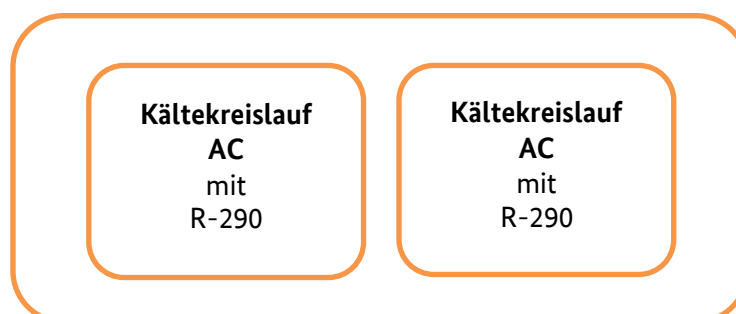 Kältekreislauf
AC
mit
R-290
Kältekreislauf
AC
mit
R-290